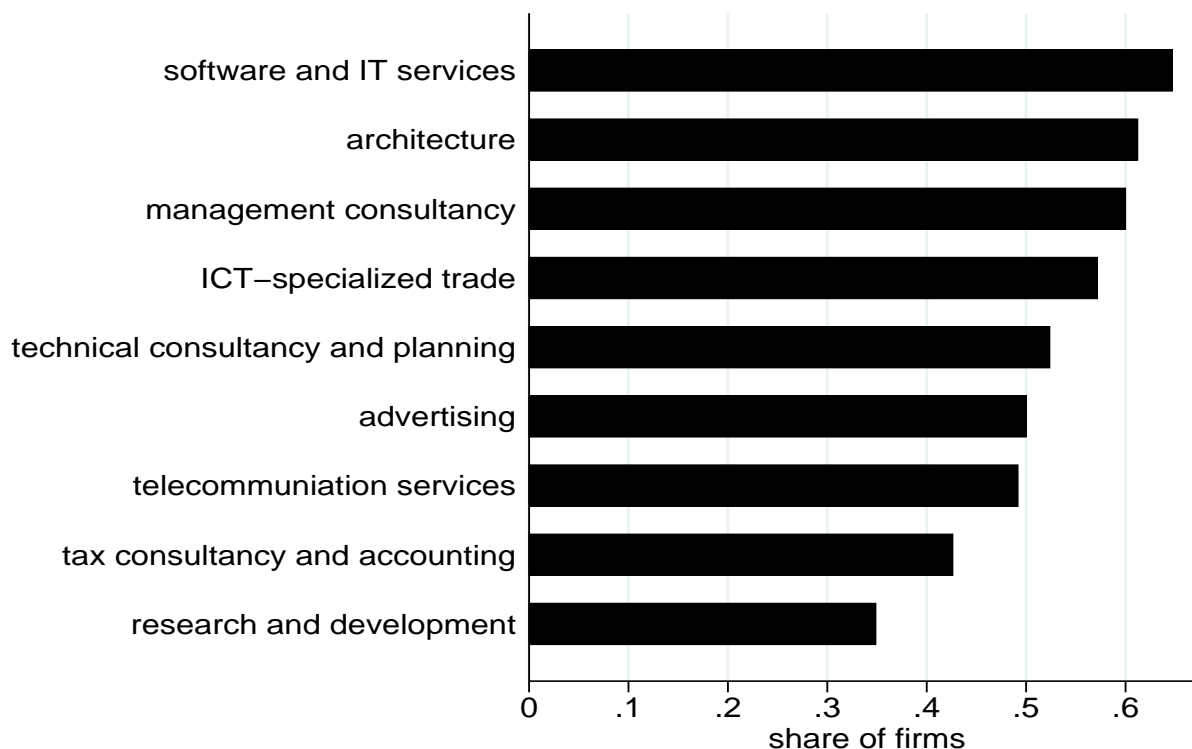 software and IT services
architecture
management consultancy
ICT−specialized trade
technical consultancy and planning
advertising
telecommuniation services
tax consultancy and accounting
research and development
0 .1 .2 .3 .4 .5 .6
share of firms